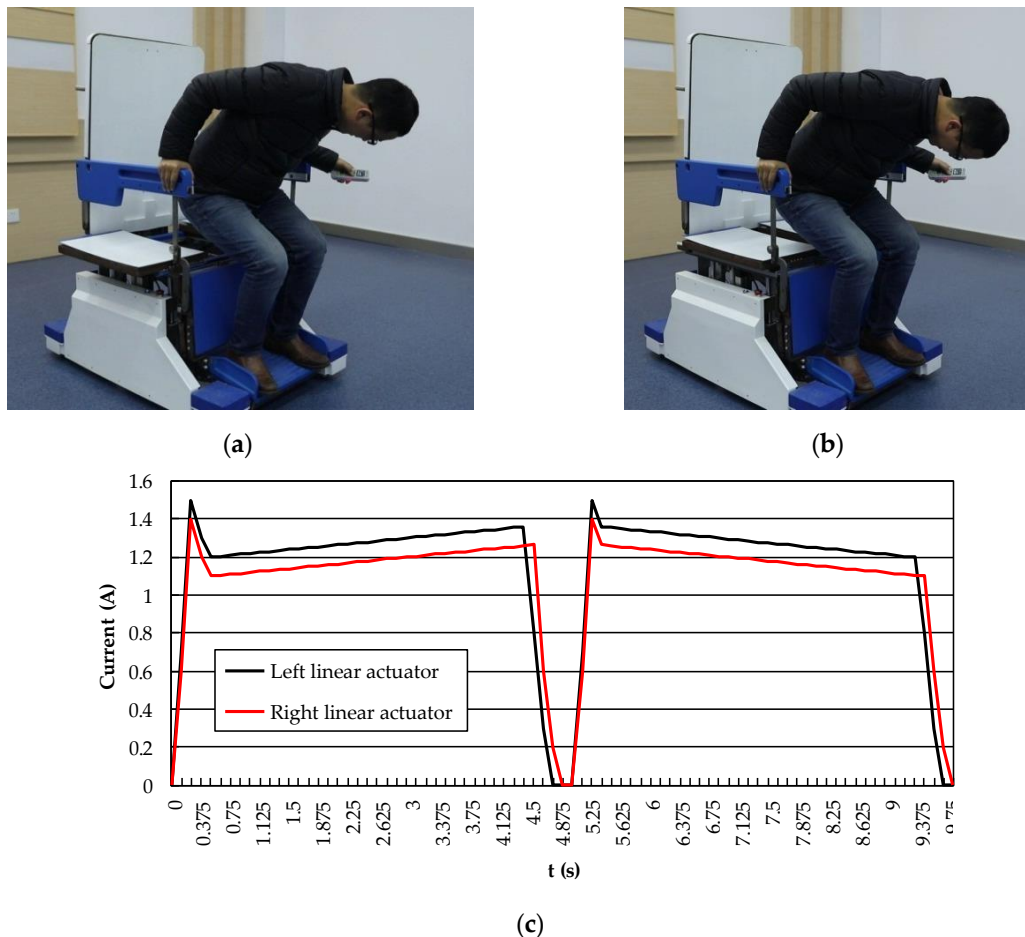 (a)
(b)
1.6
1.4
1.2
1
0.8
0.6
0.4
0.2
0
Current (A)
Left linear actuator
Right linear actuator
0 0.375 0.75 1.125 1.5 1.875 2.25 2.625 3 3.375 3.75 4.125 4.5 4.875 5.25 5.625 6 6.375 6.75 7.125 7.5 7.875 8.25 8.625 9 9.375
t (s)
(c)